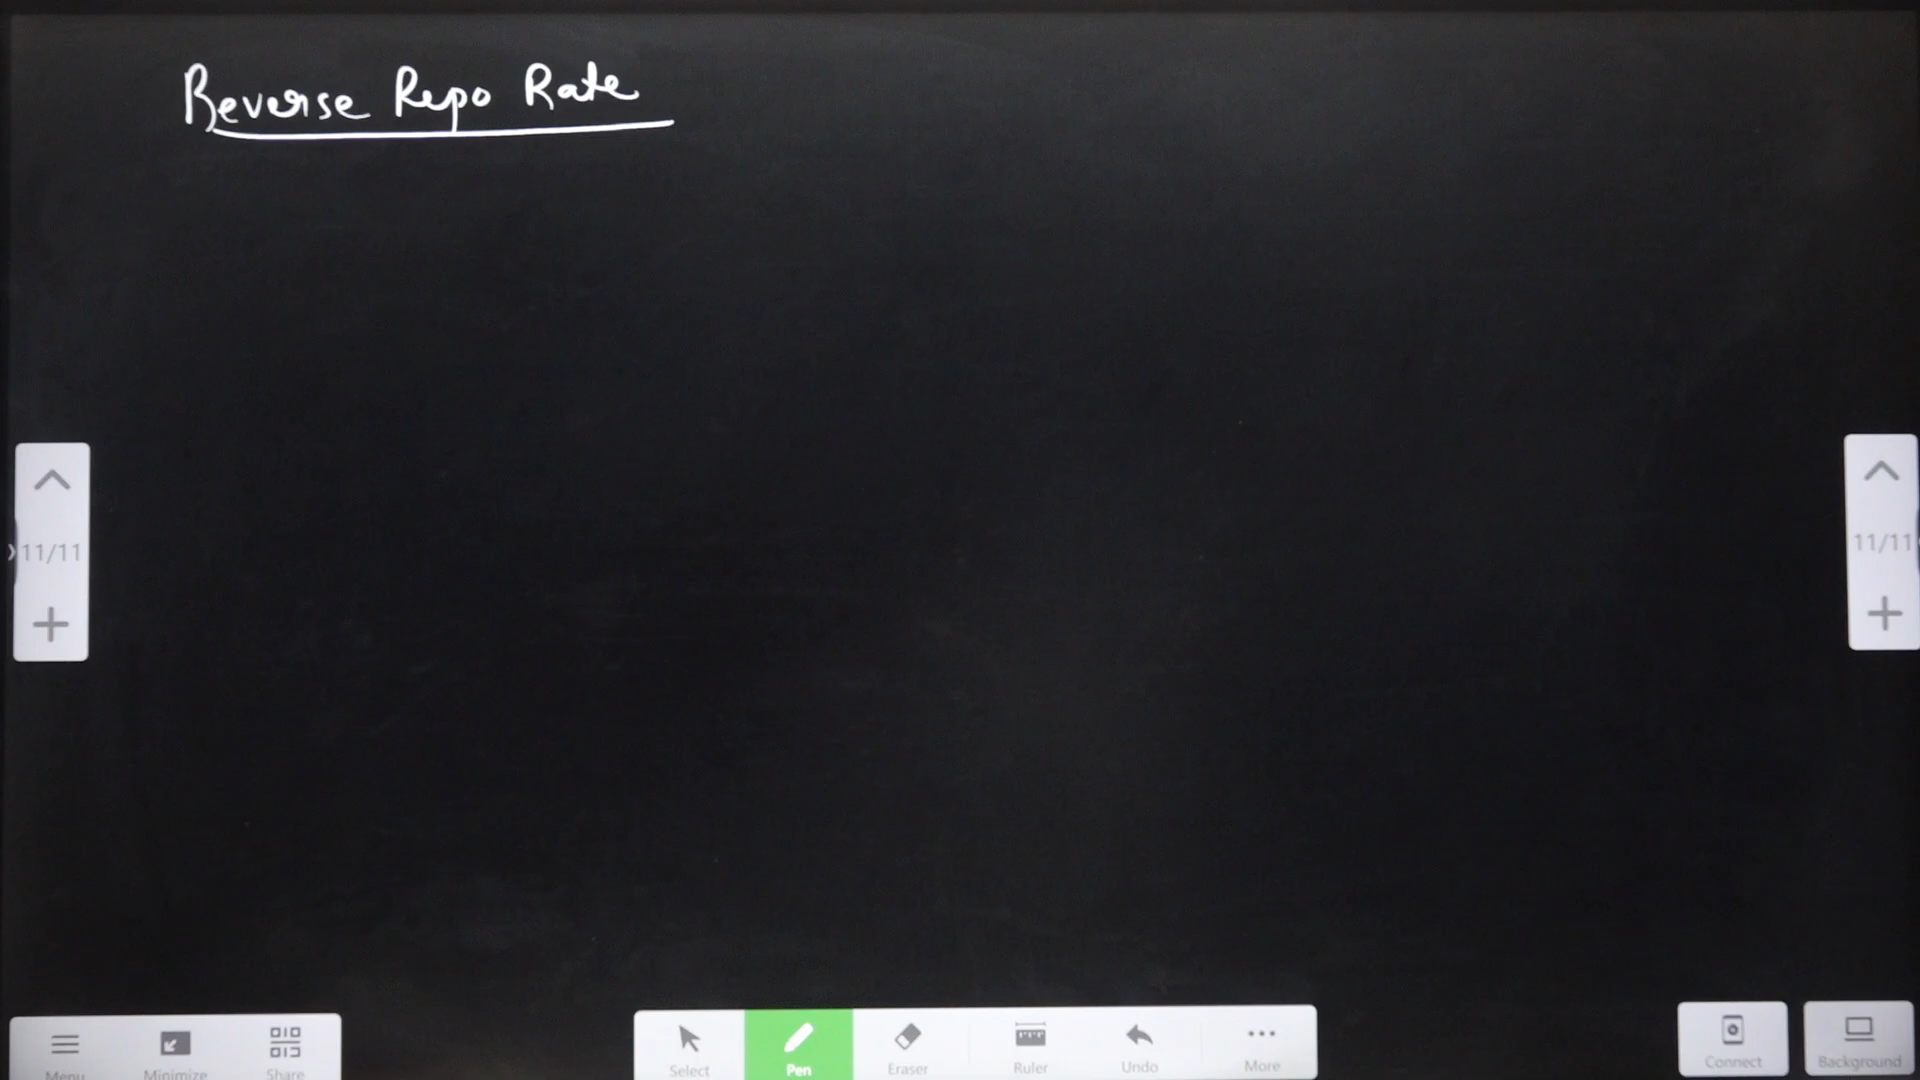 Reverse Repo Rate
11/11
11/11
Menu
Minimize
Share
Select
Pen
Eraser
Ruler
Undo
More
Connect
Background